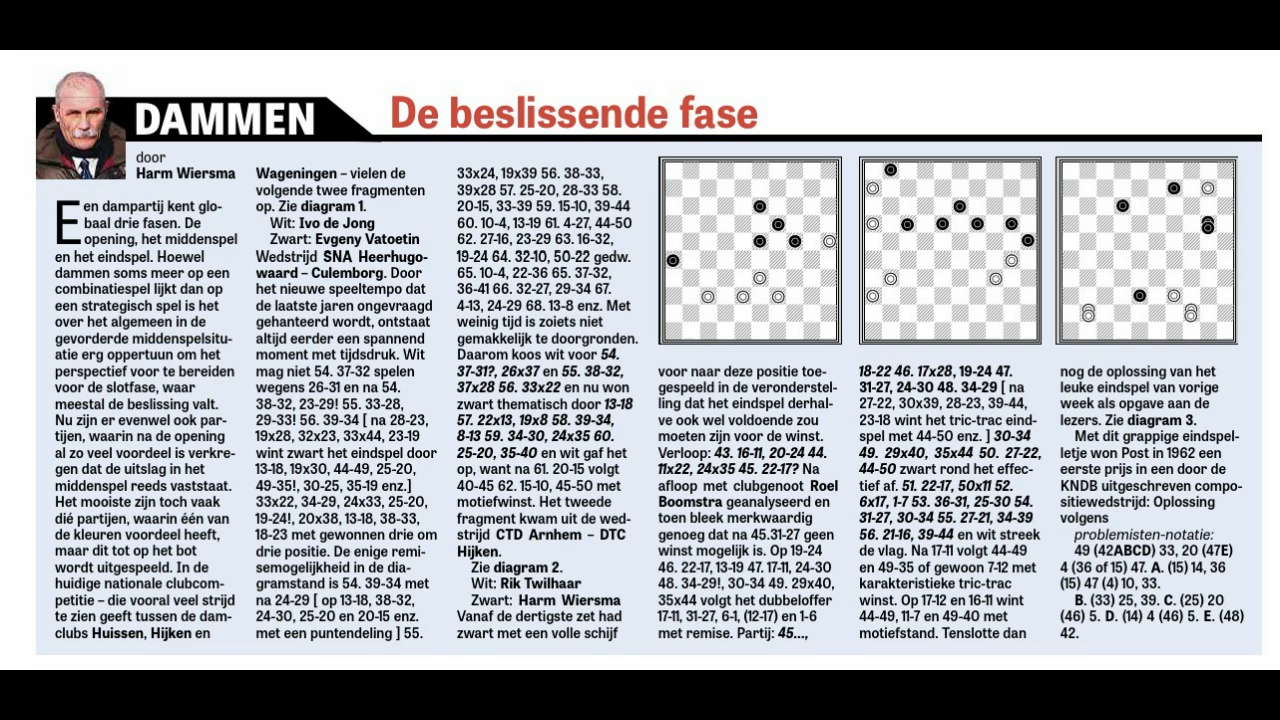 DAMMEN
De beslissende fase
door
Harm Wiersma
Een dampartij kent glo-
baal drie fasen. De
opening, het middenspel
en het eindspel. Hoewel
dammen soms meer op een
combinatiespel lijkt dan op
een strategisch spel is het
over het algemeen in de
gevorderde middenspelsitu-
atie erg oppertuun om het
perspectief voor te bereiden
voor de slotfase, waar
meestal de beslissing valt.
Nu zijn er evenwel ook par-
tijen, waarin na de opening
al zo veel voordeel is verkre-
gen dat de uitslag in het
middenspel reeds vaststaat.
Het mooiste zijn toch vaak
dié partijen, waarin één van
de kleuren voordeel heeft,
maar dit tot op het bot
wordt uitgespeeld. In de
huidige nationale clubcom-
petitie – die vooral veel strijd
te zien geeft tussen de dam-
clubs Huissen, Hijken en
Wageningen – vielen de
volgende twee fragmenten
op. Zie diagram 1.
Wit: Ivo de Jong
Zwart: Evgeny Vatoetin
Wedstrijd SNA Heerhugo-
waard – Culemborg. Door
het nieuwe speeltempo dat
de laatste jaren ongevraagd
gehanteerd wordt, ontstaat
altijd eerder een spannend
moment met tijdsdruk. Wit
mag niet 54. 37-32 spelen
wegens 26-31 en na 54.
38-32, 23-29! 55. 33-28,
29-33! 56. 39-34 [ na 28-23,
19x28, 32x23, 33x44, 23-19
wint zwart het eindspel door
13-18, 19x30, 44-49, 25-20,
49-35!, 30-25, 35-19 enz.]
33x22, 34-29, 24x33, 25-20,
19-24!, 20x38, 13-18, 38-33,
18-23 met gewonnen drie om
drie positie. De enige remi-
semogelijkheid in de dia-
gramstand is 54. 39-34 met
na 24-29 [ op 13-18, 38-32,
24-30, 25-20 en 20-15 enz.
met een puntendeling ] 55.
33x24, 19x39 56. 38-33,
39x28 57. 25-20, 28-33 58.
20-15, 33-39 59. 15-10, 39-44
60. 10-4, 13-19 61. 4-27, 44-50
62. 27-16, 23-29 63. 16-32,
19-24 64. 32-10, 50-22 gedw.
65. 10-4, 22-36 65. 37-32,
36-41 66. 32-27, 29-34 67.
4-13, 24-29 68. 13-8 enz. Met
weinig tijd is zoiets niet
gemakkelijk te doorgronden.
Daarom koos wit voor 54.
37-31?, 26x37 en 55. 38-32,
37x28 56. 33x22 en nu won
zwart thematisch door 13-18
57. 22x13, 19x8 58. 39-34,
8-13 59. 34-30, 24x35 60.
25-20, 35-40 en wit gaf het
op, want na 61. 20-15 volgt
40-45 62. 15-10, 45-50 met
motiefwinst. Het tweede
fragment kwam uit de wed-
strijd CTD Arnhem – DTC
Hijken.
Zie diagram 2.
Wit: Rik Twilhaar
Zwart: Harm Wiersma
Vanaf de dertigste zet had
zwart met een volle schijf
voor naar deze positie toe-
gespeeld in de veronderstel-
ling dat het eindspel derhal-
ve ook wel voldoende zou
moeten zijn voor de winst.
Verloop: 43. 16-11, 20-24 44.
11x22, 24x35 45. 22-17? Na
afloop met clubgenoot Roel
Boomstra geanalyseerd en
toen bleek merkwaardig
genoeg dat na 45.31-27 geen
winst mogelijk is. Op 19-24
46. 22-17, 13-19 47. 17-11, 24-30
48. 34-29!, 30-34 49. 29x40,
35x44 volgt het dubbeloffer
17-11, 31-27, 6-1, (12-17) en 1-6
met remise. Partij: 45...,
18-22 46. 17x28, 19-24 47.
31-27, 24-30 48. 34-29 [ na
27-22, 30x39, 28-23, 39-44,
23-18 wint het tric-trac eind-
spel met 44-50 enz. ] 30-34
49. 29x40, 35x44 50. 27-22,
44-50 zwart rond het effec-
tief af. 51. 22-17, 50x11 52.
6x17, 1-7 53. 36-31, 25-30 54.
31-27, 30-34 55. 27-21, 34-39
56. 21-16, 39-44 en wit streek
de vlag. Na 17-11 volgt 44-49
en 49-35 of gewoon 7-12 met
karakteristieke tric-trac
winst. Op 17-12 en 16-11 wint
44-49, 11-7 en 49-40 met
motiefstand. Tenslotte dan
nog de oplossing van het
leuke eindspel van vorige
week als opgave aan de
lezers. Zie diagram 3.
Met dit grappige eindspel-
letje won Post in 1962 een
eerste prijs in een door de
KNDB uitgeschreven compo-
sitiewedstrijd: Oplossing
volgens
problemisten-notatie:
49 (42ABCD) 33, 20 (47E)
4 (36 of 15) 47. A. (15) 14, 36
(15) 47 (4) 10, 33.
B. (33) 25, 39. C. (25) 20
(46) 5. D. (14) 4 (46) 5. E. (48)
42.